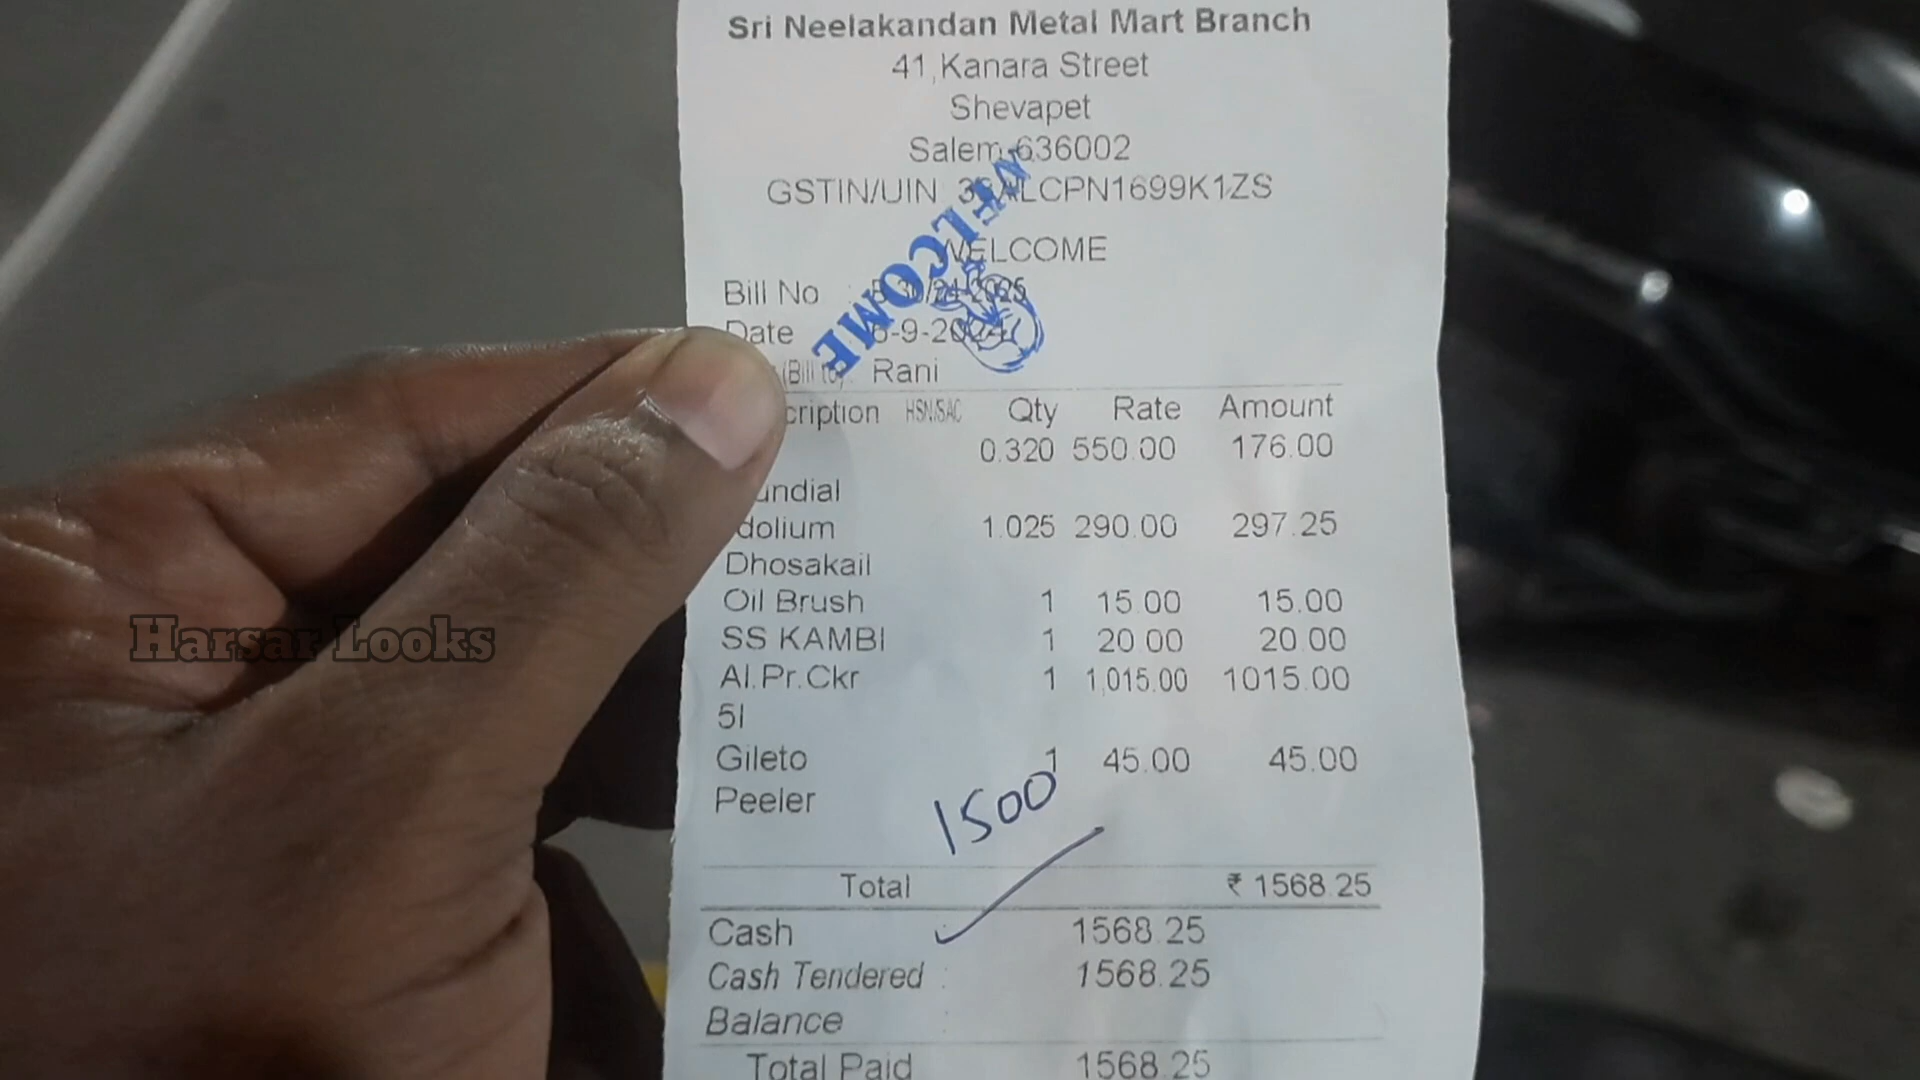 Sri Neelakandan Metal Mart Branch
41,Kanara Street
Shevapet
Salem-636002
GSTIN/UIN
WELCOME
WELCOME
Bill No :
Date
(Bill to) : Rani
HSN/SAC Qty Rate Amount
0.320 550.00 176.00
1.025 290.00 297.25
Dhosakail
Oil Brush 1 15.00 15.00
SS KAMBI 1 20.00 20.00
Al.Pr.Ckr 1 1,015.00 1015.00
5l
Gileto 1 45.00 45.00
Peeler
1500
Total ₹ 1568.25
Cash 1568.25
Cash Tendered : 1568.25
Balance :
Total Paid 1568.25
Harsar Looks